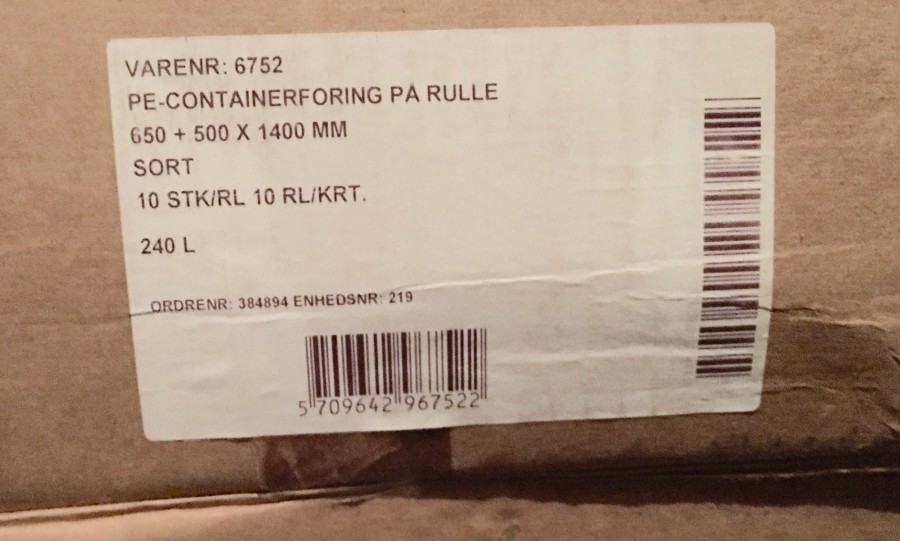 VARENR: 6752
PE-CONTAINERFORING PÅ RULLE
650 + 500 X 1400 MM
SORT
10 STK/RL 10 RL/KRT.
240 L
ORDRENR: 384894 ENHEDSNR: 219
5 709642 967522